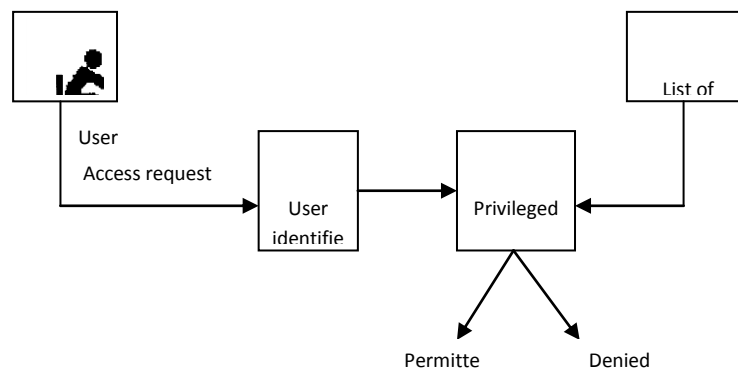 List of
User
Access request
User
identifie
Privileged
Permitte
Denied